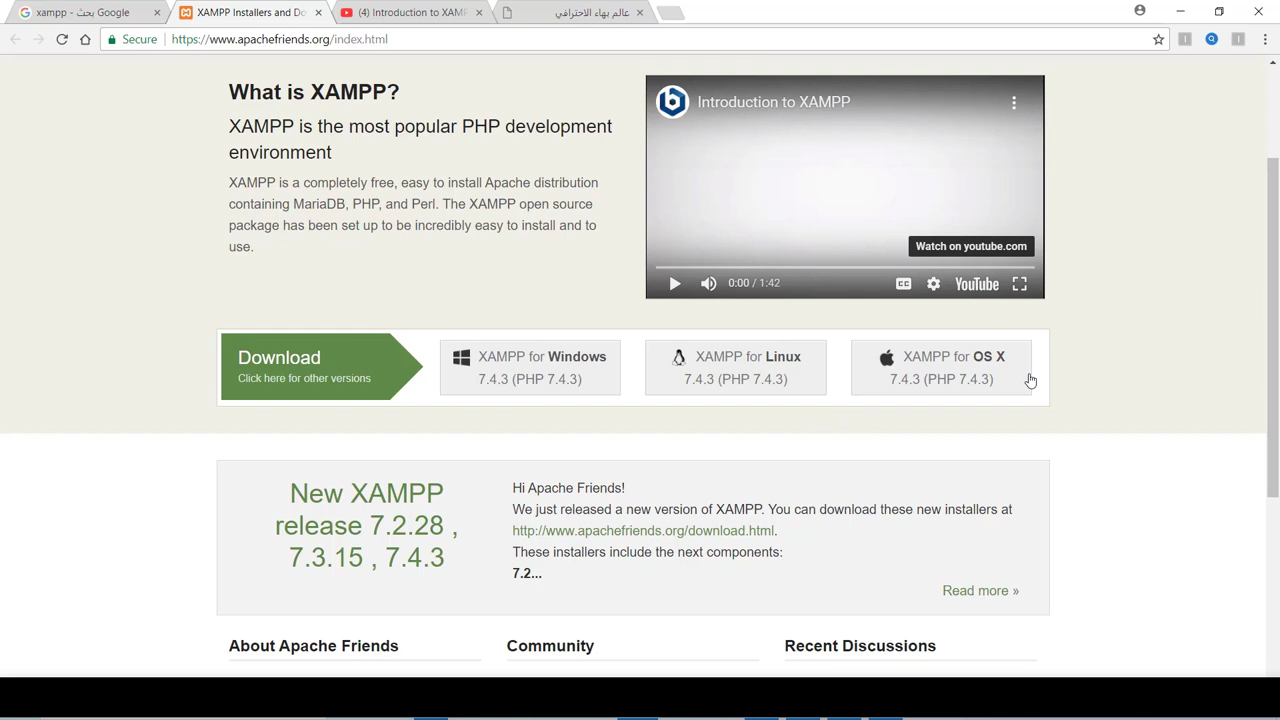 xampp - بحث Google
XAMPP Installers and Do
(4) Introduction to XAM
عالم بهاء الاحترافي
Secure
https://www.apachefriends.org/index.html
What is XAMPP?
XAMPP is the most popular PHP development
environment
XAMPP is a completely free, easy to install Apache distribution
containing MariaDB, PHP, and Perl. The XAMPP open source
package has been set up to be incredibly easy to install and to
use.
Introduction to XAMPP
Watch on youtube.com
0:00 / 1:42
CC
YouTube
Download
Click here for other versions
XAMPP for Windows
7.4.3 (PHP 7.4.3)
XAMPP for Linux
7.4.3 (PHP 7.4.3)
XAMPP for OS X
7.4.3 (PHP 7.4.3)
New XAMPP
release 7.2.28 ,
7.3.15 , 7.4.3
Hi Apache Friends!
We just released a new version of XAMPP. You can download these new installers at
http://www.apachefriends.org/download.html.
These installers include the next components:
7.2...
Read more »
About Apache Friends
Community
Recent Discussions